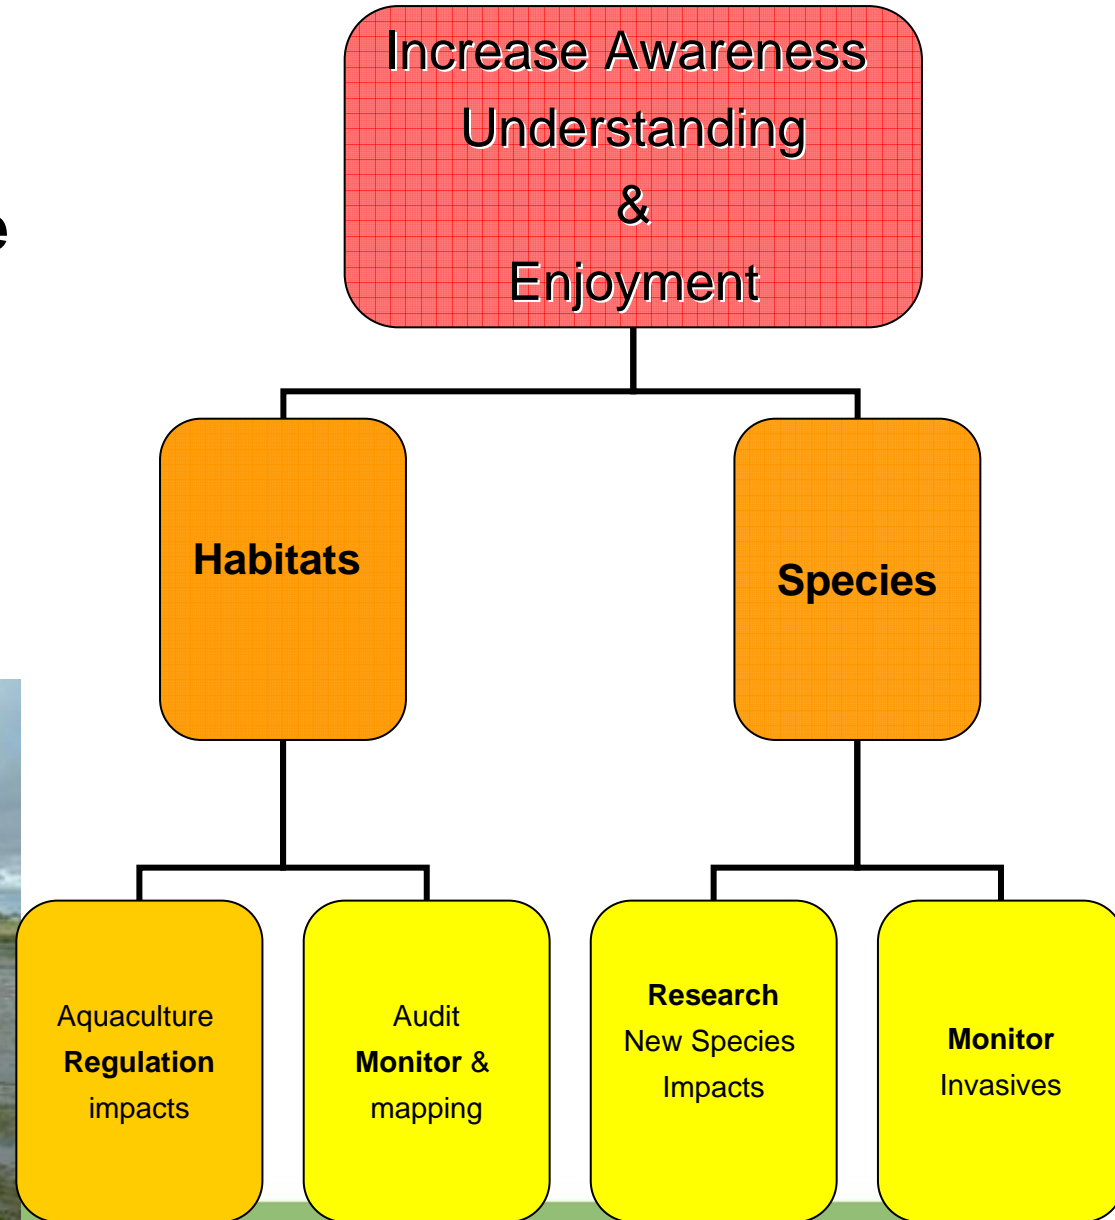 Increase Awareness
Understanding
&
Enjoyment
e
Habitats
Species
Aquaculture
Regulation
impacts
Audit
Monitor &
mapping
Research
New Species
Impacts
Monitor
Invasives